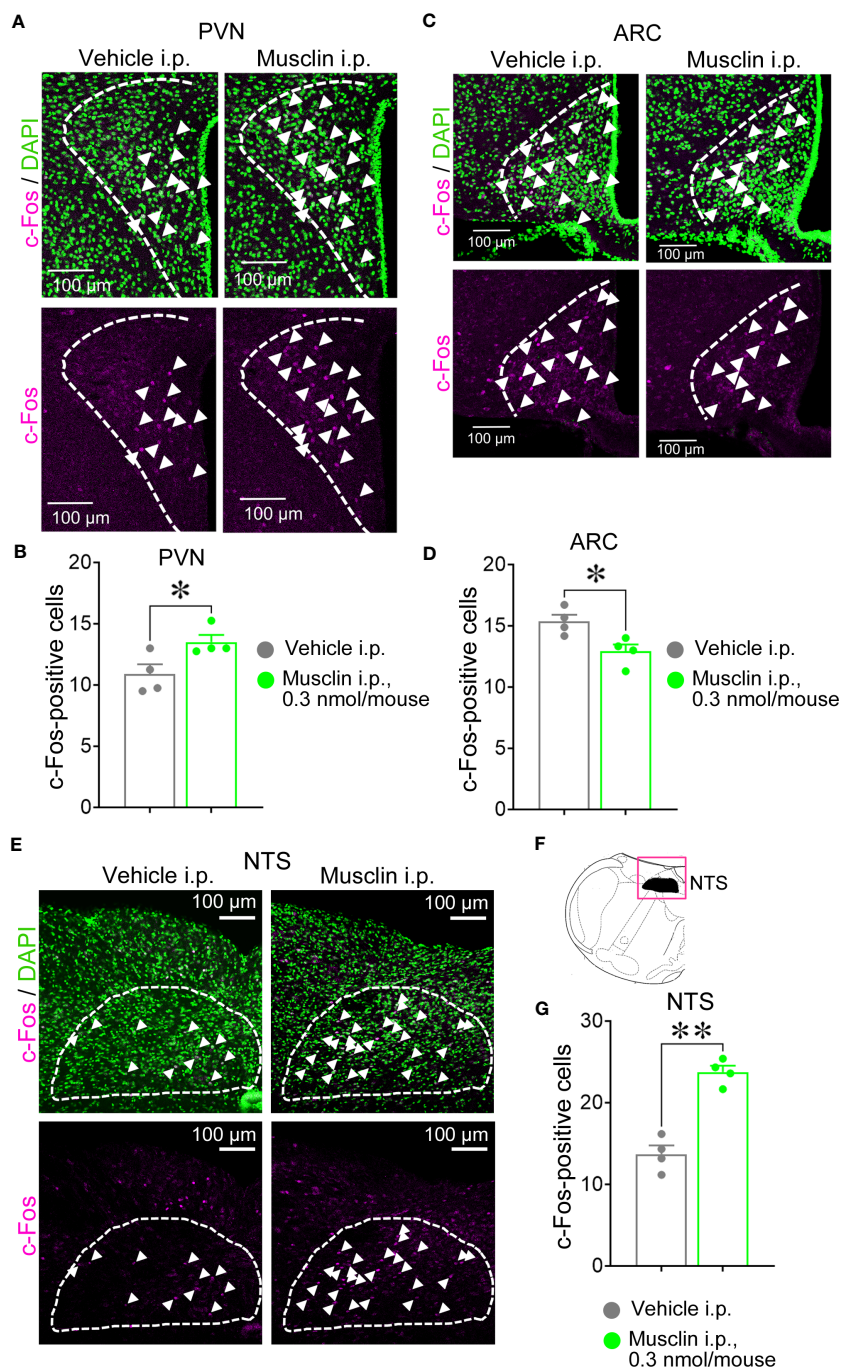 A
PVN
Vehicle i.p.
Musclin i.p.
c-Fos / DAPI
100 µm
100 µm
c-Fos
100 µm
100 µm
C
ARC
Vehicle i.p.
Musclin i.p.
c-Fos / DAPI
100 µm
100 µm
c-Fos
100 µm
100 µm
B
PVN
c-Fos-positive cells
20
15
10
5
0
*
Vehicle i.p.
Musclin i.p.,
0.3 nmol/mouse
D
ARC
c-Fos-positive cells
20
15
10
5
0
*
Vehicle i.p.
Musclin i.p.,
0.3 nmol/mouse
E
NTS
Vehicle i.p.
Musclin i.p.
c-Fos / DAPI
100 µm
100 µm
c-Fos
100 µm
100 µm
F
NTS
G
NTS
c-Fos-positive cells
30
20
10
0
**
Vehicle i.p.
Musclin i.p.,
0.3 nmol/mouse